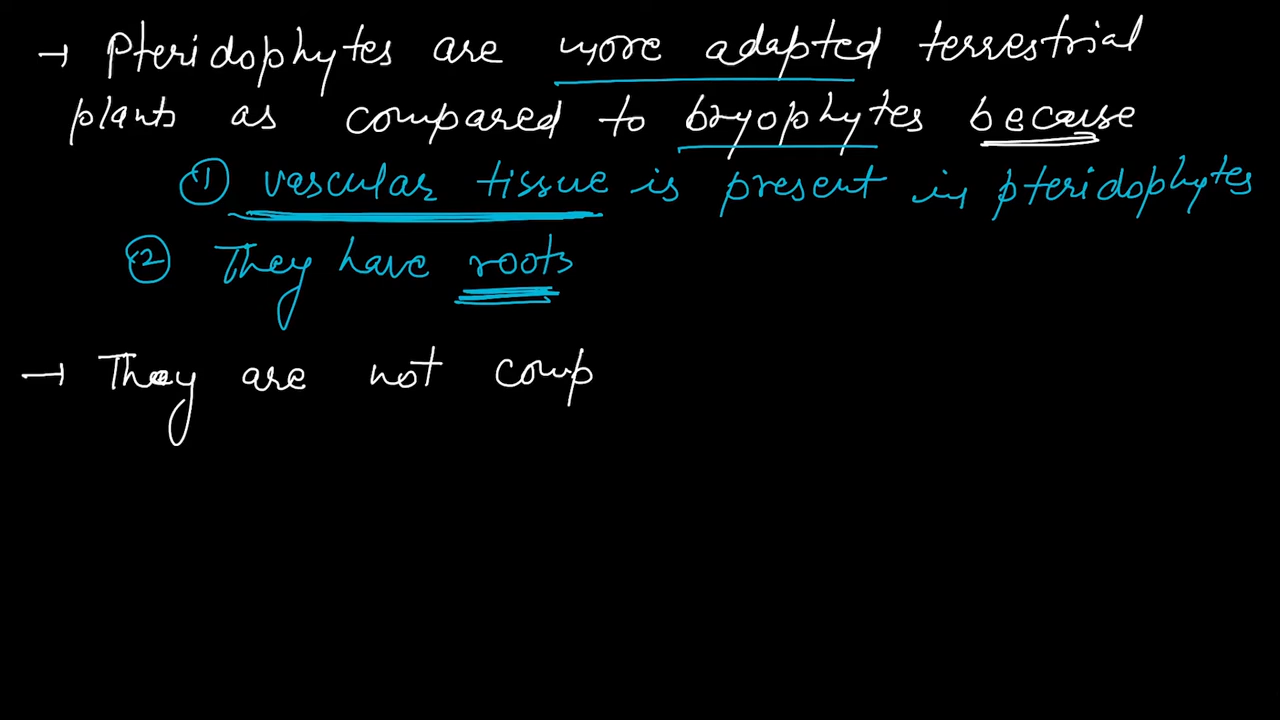 → Pteridophytes are more adapted terrestrial
plants as compared to bryophytes because
① vascular tissue is present in pteridophytes
② They have roots
→ They are not comp